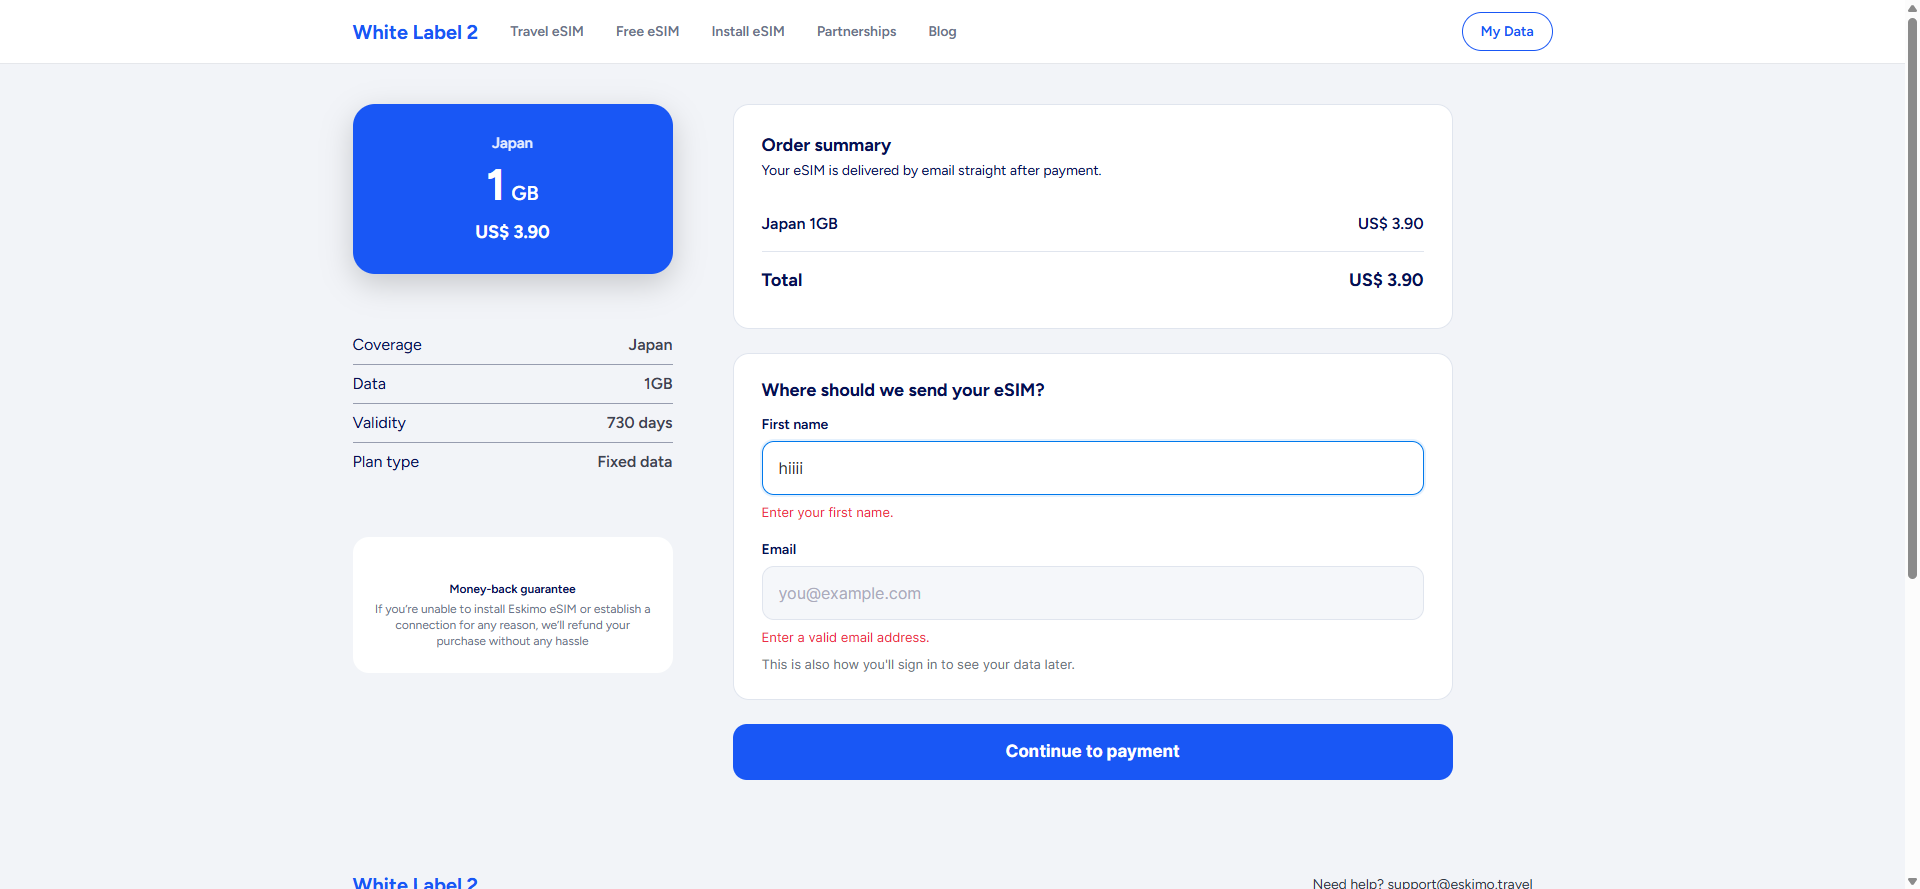 White Label 2
Travel eSIM
Free eSIM
Install eSIM
Partnerships
Blog
My Data
Japan
1 GB
US$ 3.90
Coverage Japan
Data 1GB
Validity 730 days
Plan type Fixed data
Money-back guarantee
If you're unable to install Eskimo eSIM or establish a
connection for any reason, we'll refund your
purchase without any hassle
Order summary
Your eSIM is delivered by email straight after payment.
Japan 1GB US$ 3.90
Total US$ 3.90
Where should we send your eSIM?
First name
hiiii
Enter your first name.
Email
you@example.com
Enter a valid email address.
This is also how you'll sign in to see your data later.
Continue to payment
White Label 2
Need help? support@eskimo.travel